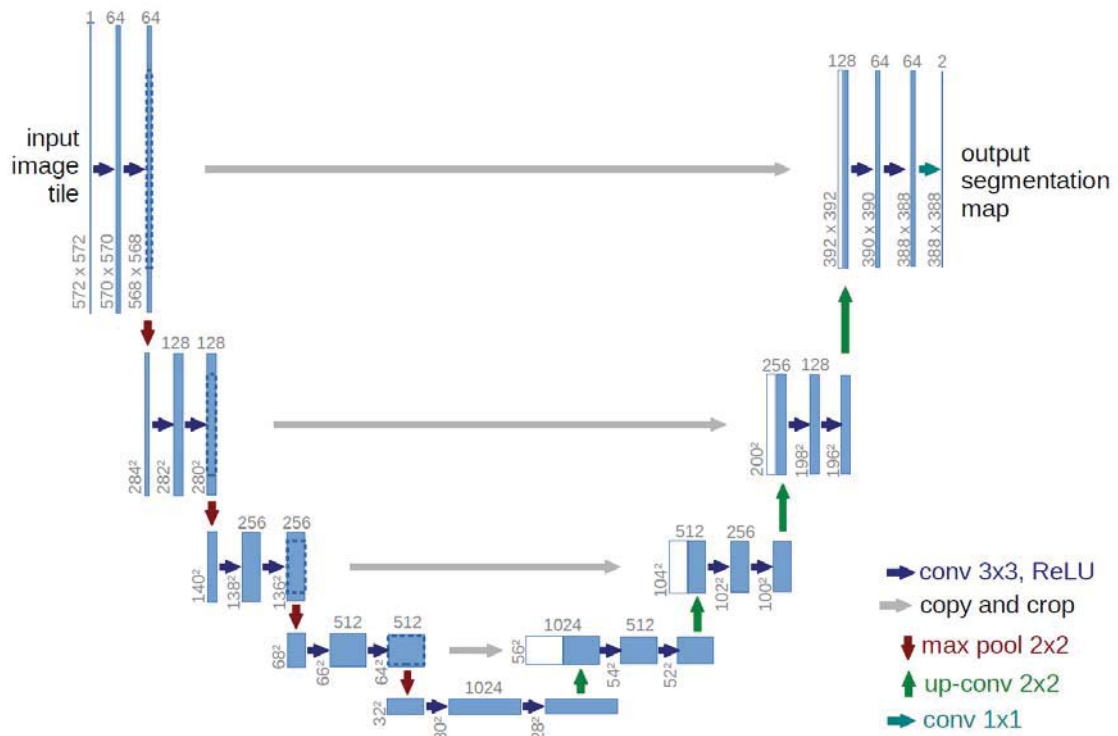 1 64 64
128 64 64 2
input
image
tile
output
segmentation
map
572 x 572
570 x 570
568 x 568
392 x 392
390 x 390
388 x 388
388 x 388
128 128
256 128
284²
282²
280²
200²
198²
196²
256 256
512 256
140²
138²
136²
104²
102²
100²
512 512
1024 512
68²
66²
64²
56²
54²
52²
1024
32²
30²
28²
conv 3x3, ReLU
copy and crop
max pool 2x2
up-conv 2x2
conv 1x1